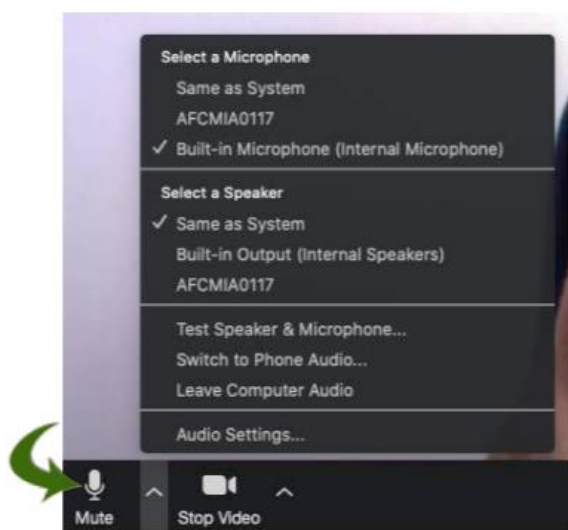 Select a Microphone
Same as System
AFCMIA0117
✓ Built-in Microphone (Internal Microphone)
Select a Speaker
✓ Same as System
Built-in Output (Internal Speakers)
AFCMIA0117
Test Speaker & Microphone...
Switch to Phone Audio...
Leave Computer Audio
Audio Settings...
Mute
Stop Video